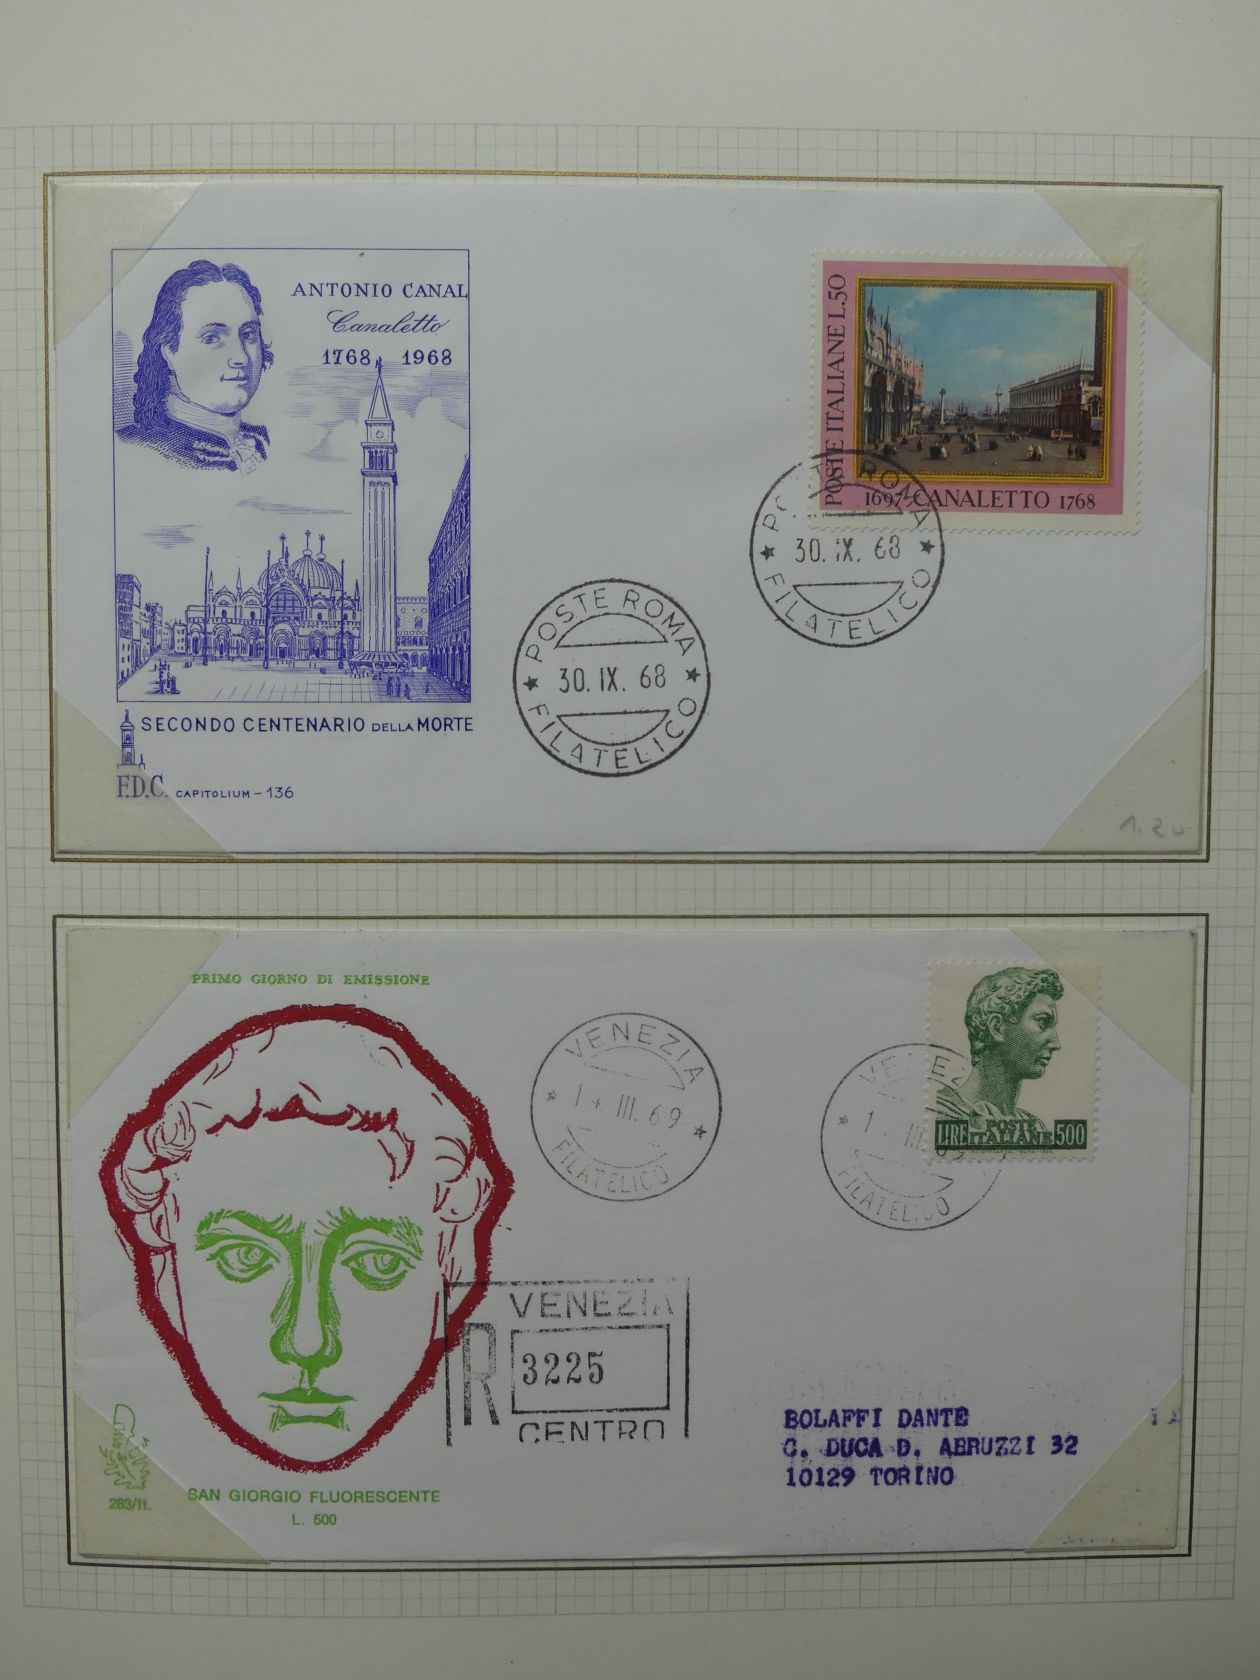 ANTONIO CANAL
Canaletto
1768 1968
SECONDO CENTENARIO DELLA MORTE
F.D.C. CAPITOLIUM - 136
POSTE ITALIANE L.50
1697 CANALETTO 1768
POSTE ROMA
30. IX. 68
FILATELICO
POSTE ROMA
30. IX. 68
FILATELICO
1.20
PRIMO GIORNO DI EMISSIONE
VENEZIA
III. 69
FILATELICO
LIRE POSTE ITALIANE 500
FILATELICO
R
VENEZIA
3225
CENTRO
BOLAFFI DANTE
C. DUCA D. ABRUZZI 32
10129 TORINO
283/It.
SAN GIORGIO FLUORESCENTE
L. 500